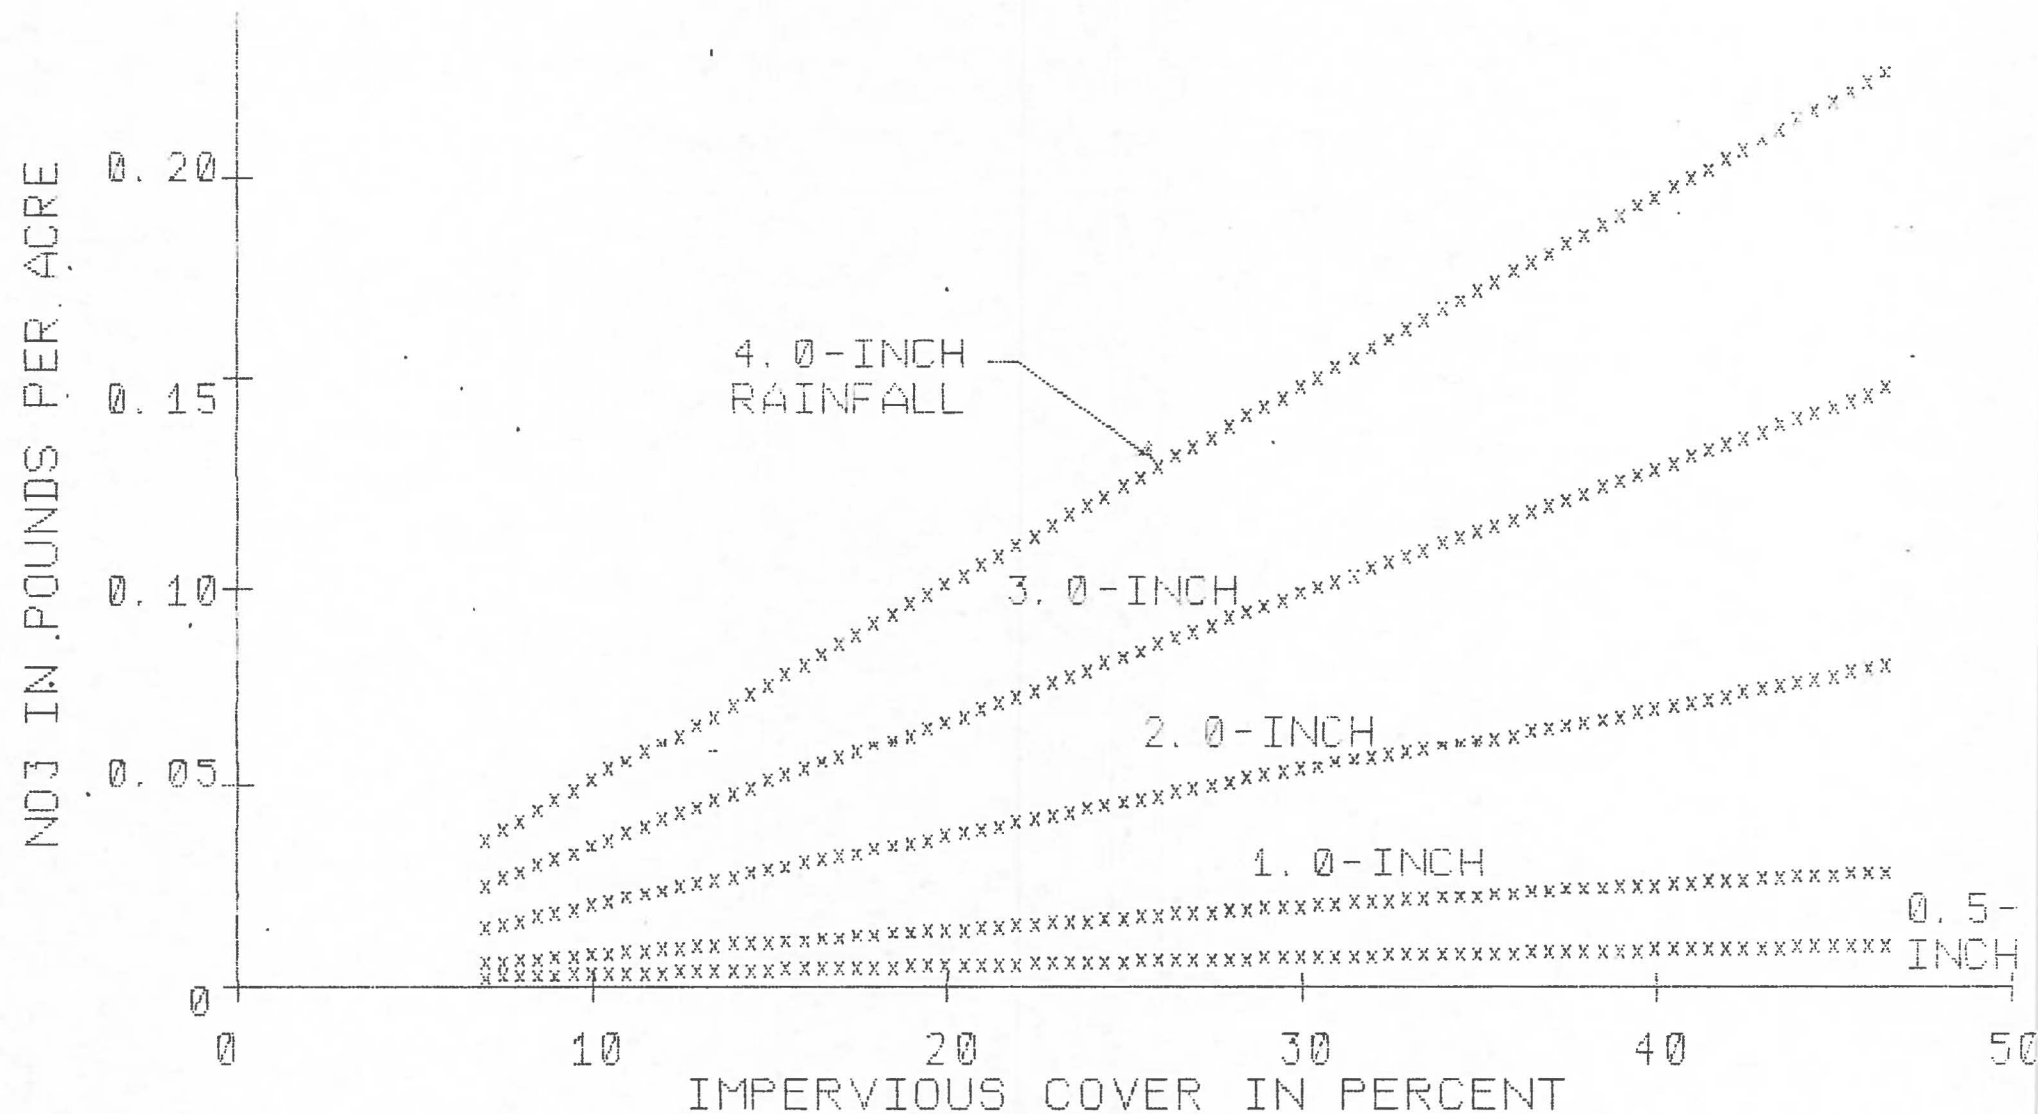 NO3 IN POUNDS PER ACRE
0.20
0.15
0.10
0.05
0
4.0-INCH
RAINFALL
3.0-INCH
2.0-INCH
1.0-INCH
0.5-
INCH
0
10
20
30
40
50
IMPERVIOUS COVER IN PERCENT